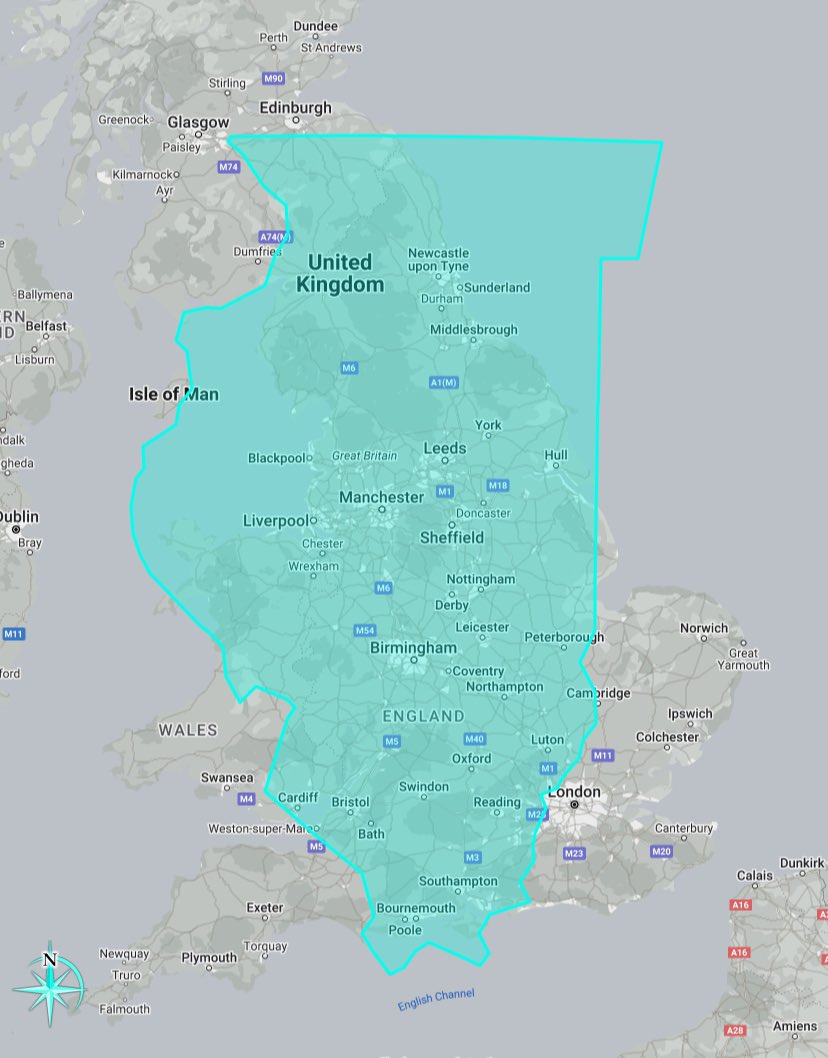 Dundee
Perth
St Andrews
M90
Stirling
Greenock
Glasgow
Edinburgh
Paisley
M74
Kilmarnock
Ayr
A74(M)
Dumfries
United
Kingdom
Newcastle
upon Tyne
Sunderland
Durham
Ballymena
Belfast
Middlesbrough
Lisburn
M6
A1(M)
Isle of Man
York
Blackpool
Great Britain
Leeds
Hull
M1
M18
Manchester
Doncaster
Dublin
Liverpool
Bray
Sheffield
Chester
Wrexham
Nottingham
M6
Derby
M11
M54
Leicester
Peterborough
Norwich
Birmingham
Great
Yarmouth
Coventry
Northampton
Cambridge
WALES
ENGLAND
Ipswich
Colchester
M5
M40
Luton
M11
Oxford
M1
Swansea
Swindon
London
M4
Cardiff
Bristol
Reading
Weston-super-Mare
Bath
Canterbury
M5
M3
M23
M20
Calais
Dunkirk
Southampton
Exeter
Bournemouth
A16
Poole
Torquay
Newquay
Plymouth
A16
N
Truro
Falmouth
English Channel
A28
Amiens